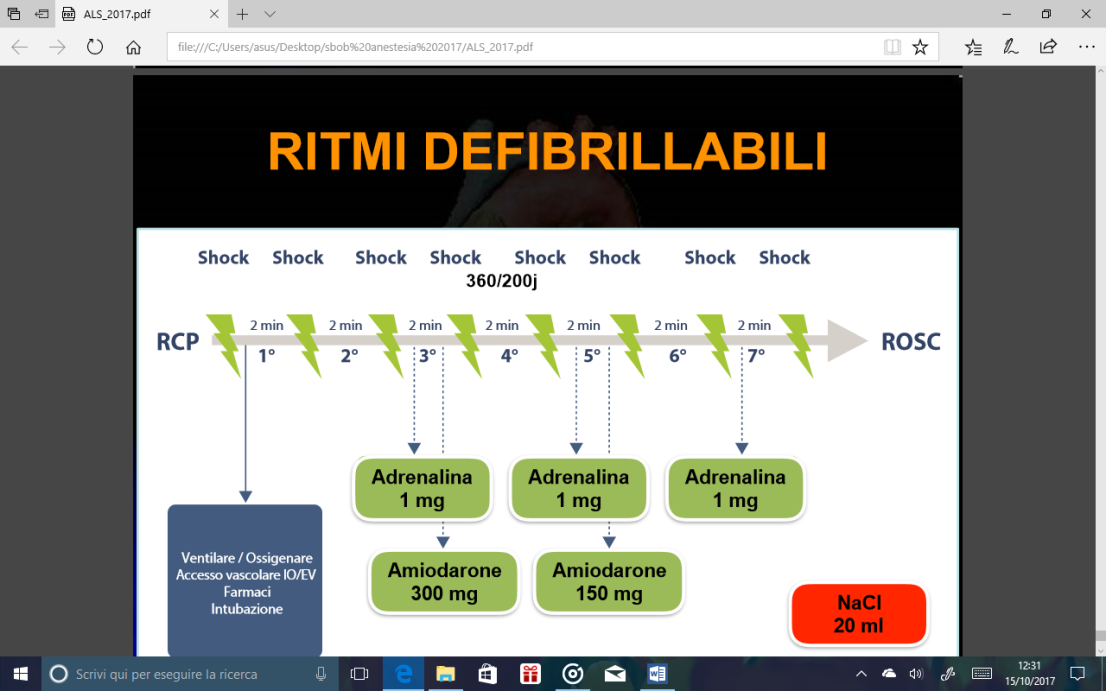 ALS_2017.pdf
file:///C:/Users/asus/Desktop/sbob%20anestesia%202017/ALS_2017.pdf
RITMI DEFIBRILLABILI
Shock Shock Shock Shock Shock Shock Shock Shock
360/200j
2 min 2 min 2 min 2 min 2 min 2 min 2 min
RCP ROSC
1° 2° 3° 4° 5° 6° 7°
Adrenalina Adrenalina Adrenalina
1 mg 1 mg 1 mg
Ventilare / Ossigenare
Accesso vascolare IO/EV
Farmaci
Intubazione
Amiodarone Amiodarone
300 mg 150 mg
NaCl
20 ml
Scrivi qui per eseguire la ricerca
12:31
15/10/2017